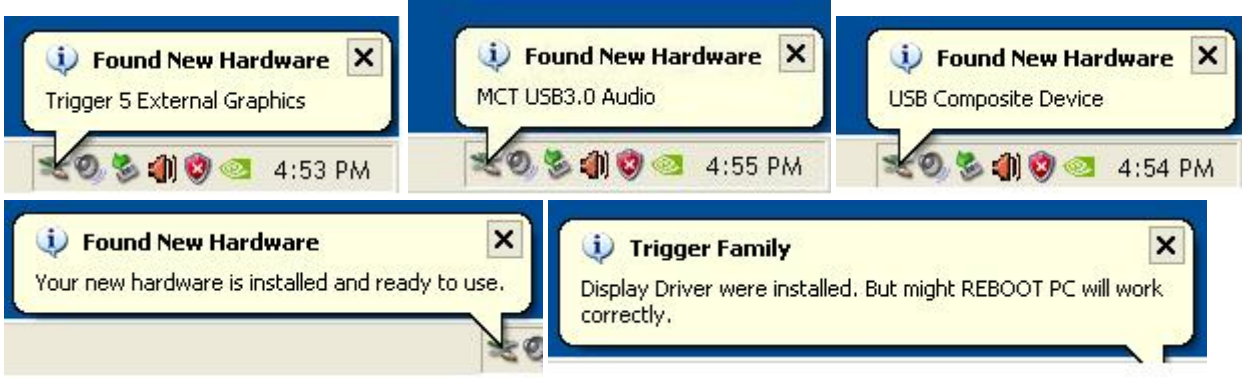 Found New Hardware
Trigger 5 External Graphics
4:53 PM
Found New Hardware
MCT USB3.0 Audio
4:55 PM
Found New Hardware
USB Composite Device
4:54 PM
Found New Hardware
Your new hardware is installed and ready to use.
Trigger Family
Display Driver were installed. But might REBOOT PC will work
correctly.